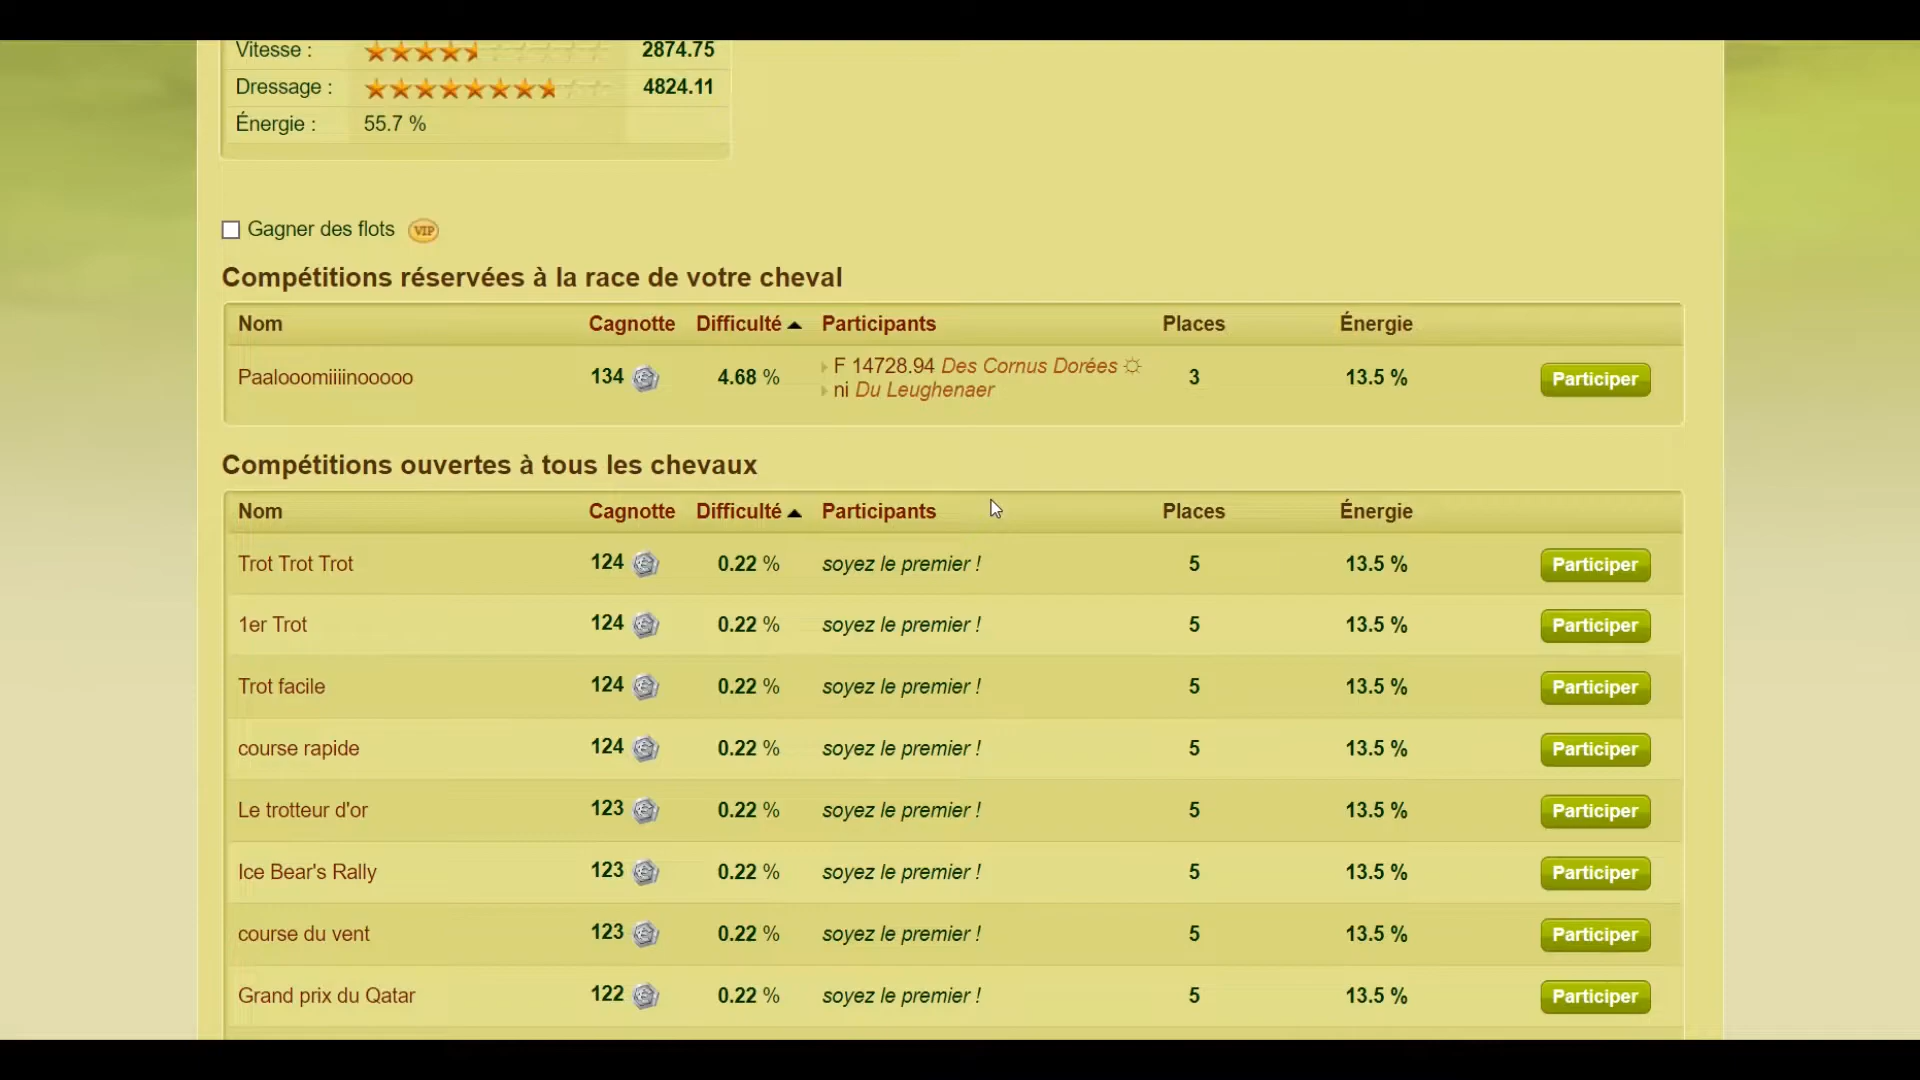 Vitesse : 2874.75
Dressage : 4824.11
Énergie : 55.7 %
Gagner des flots VIP
Compétitions réservées à la race de votre cheval
Nom Cagnotte Difficulté Participants Places Énergie
Paalooomiiiinooooo 134 4.68 % F 14728.94 Des Cornus Dorées 3 13.5 % Participer
ni Du Leughenaer
Compétitions ouvertes à tous les chevaux
Nom Cagnotte Difficulté Participants Places Énergie
Trot Trot Trot 124 0.22 % soyez le premier ! 5 13.5 % Participer
1er Trot 124 0.22 % soyez le premier ! 5 13.5 % Participer
Trot facile 124 0.22 % soyez le premier ! 5 13.5 % Participer
course rapide 124 0.22 % soyez le premier ! 5 13.5 % Participer
Le trotteur d'or 123 0.22 % soyez le premier ! 5 13.5 % Participer
Ice Bear's Rally 123 0.22 % soyez le premier ! 5 13.5 % Participer
course du vent 123 0.22 % soyez le premier ! 5 13.5 % Participer
Grand prix du Qatar 122 0.22 % soyez le premier ! 5 13.5 % Participer